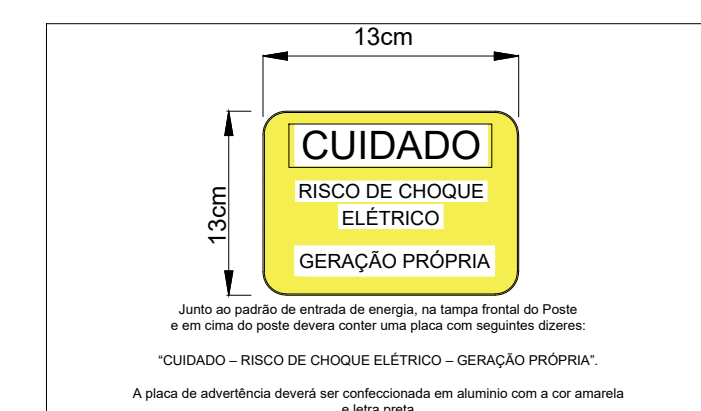 13cm
13cm
CUIDADO
RISCO DE CHOQUE
ELÉTRICO
GERAÇÃO PRÓPRIA
Junto ao padrão de entrada de energia, na tampa frontal do Poste
e em cima do poste devera conter uma placa com seguintes dizeres:
“CUIDADO – RISCO DE CHOQUE ELÉTRICO – GERAÇÃO PRÓPRIA”.
A placa de advertência deverá ser confeccionada em aluminio com a cor amarela
e letra preta